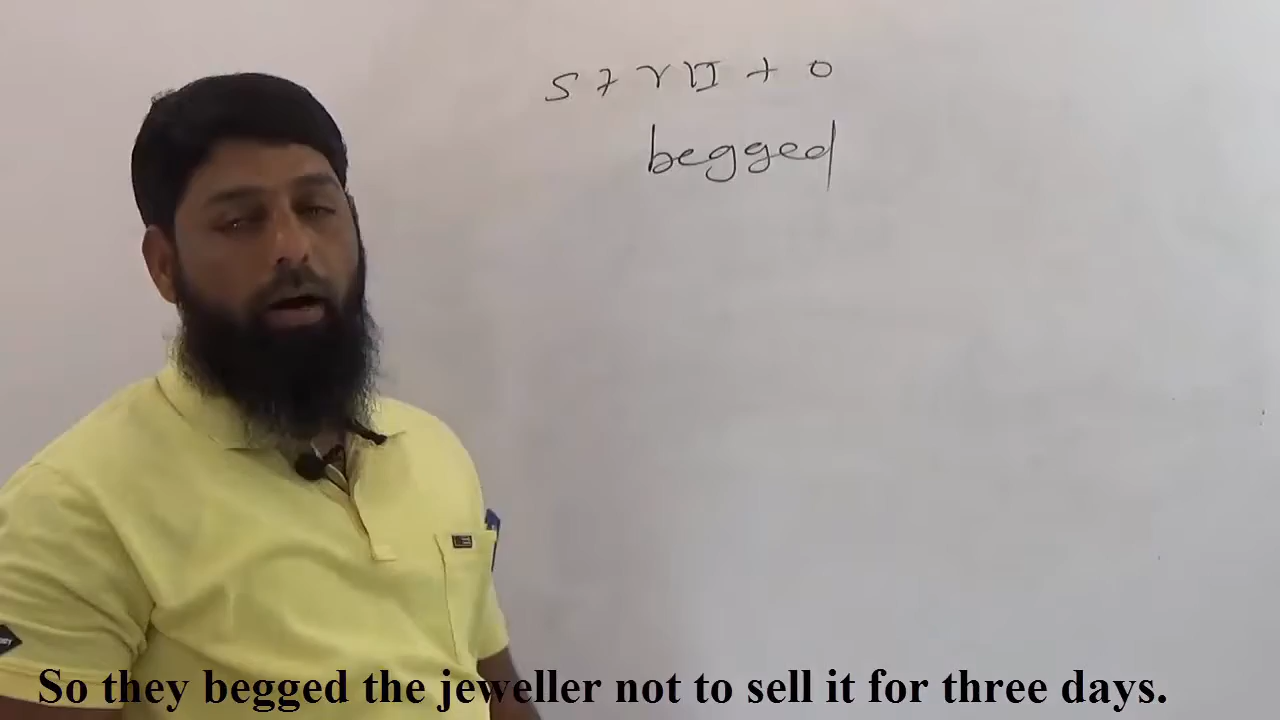 S + V II + O
begged
So they begged the jeweller not to sell it for three days.